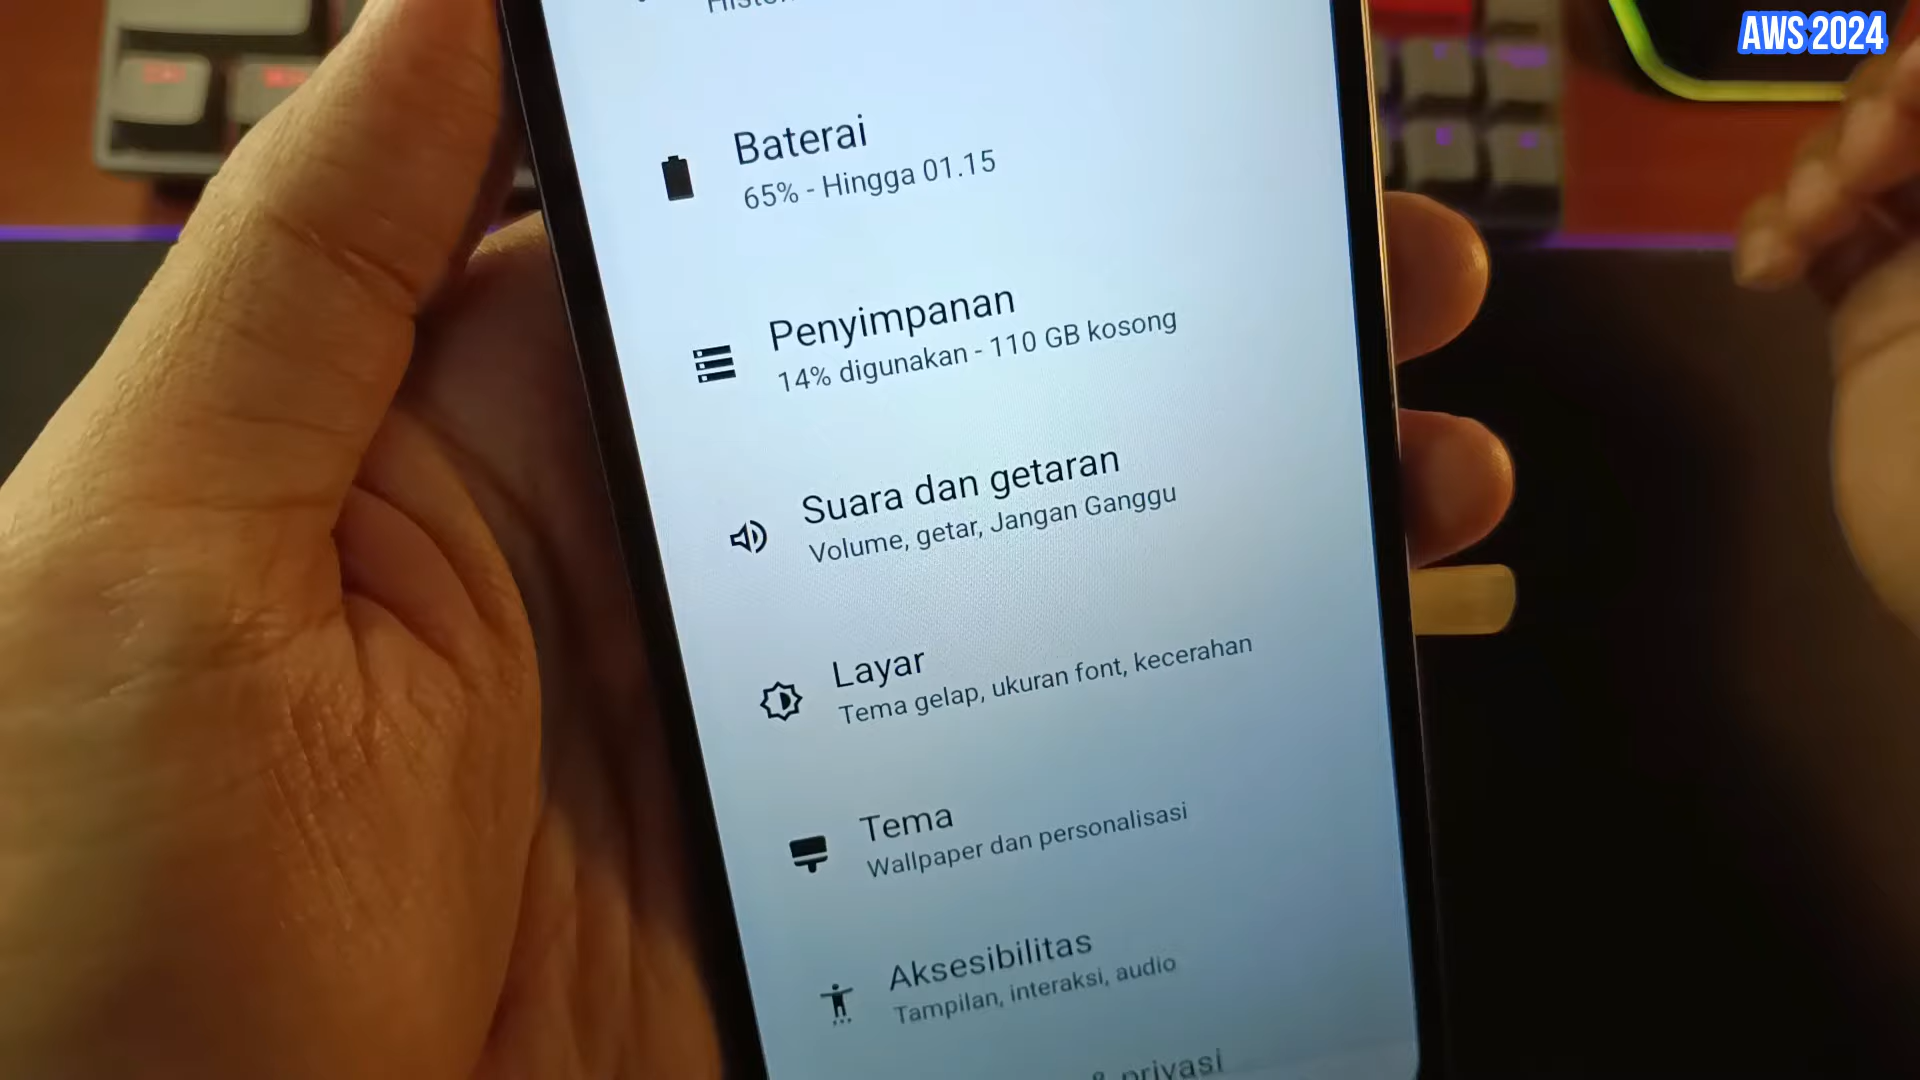 AWS 2024
Baterai
65% - Hingga 01.15
Penyimpanan
14% digunakan - 110 GB kosong
Suara dan getaran
Volume, getar, Jangan Ganggu
Layar
Tema gelap, ukuran font, kecerahan
Tema
Wallpaper dan personalisasi
Aksesibilitas
Tampilan, interaksi, audio
& privasi